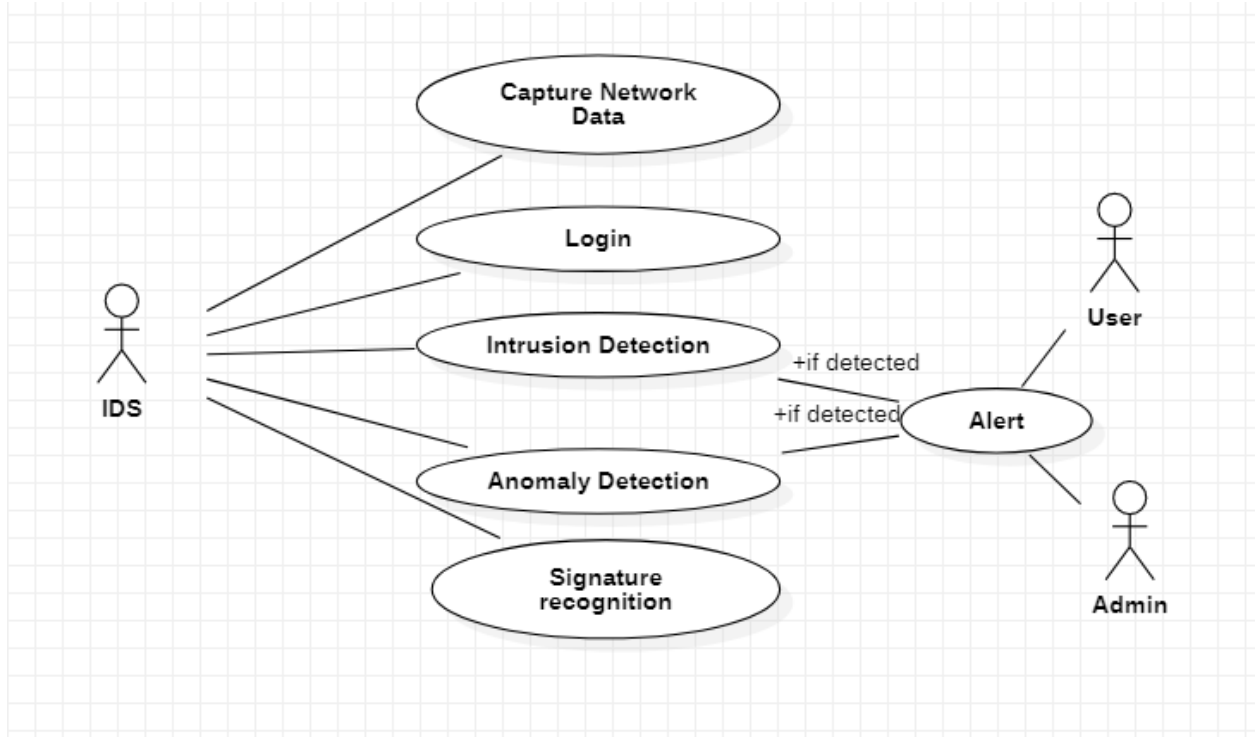 Capture Network
Data
Login
User
Intrusion Detection
+if detected
IDS
+if detected
Alert
Anomaly Detection
Signature
recognition
Admin